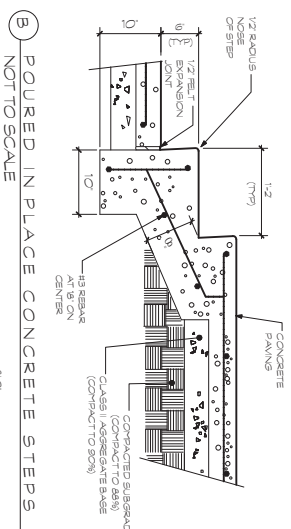 1/2" RADIUS
NOSE
OF STEP
1'-2"
(TYP)
CONCRETE
PAVING
6"
(TYP)
10"
1/2" FELT
EXPANSION
JOINT
8"
10"
#3 REBAR
AT 18" ON
CENTER
COMPACTED SUBGRAD
(COMPACT TO 88%)
CLASS II AGGREGATE BASE
(COMPACT TO 90%)
B POURED IN PLACE CONCRETE STEPS
NOT TO SCALE